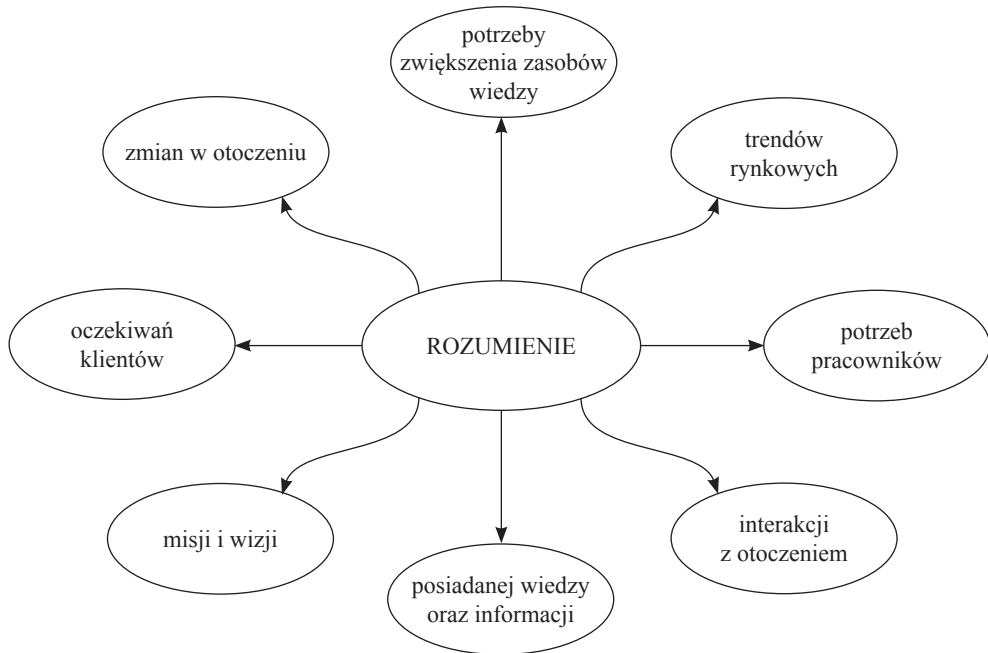 potrzeby
zwiększenia zasobów
wiedzy
zmian w otoczeniu
trendów
rynkowych
oczekiwań
klientów
ROZUMIENIE
potrzeb
pracowników
misji i wizji
interakcji
z otoczeniem
posiadanej wiedzy
oraz informacji